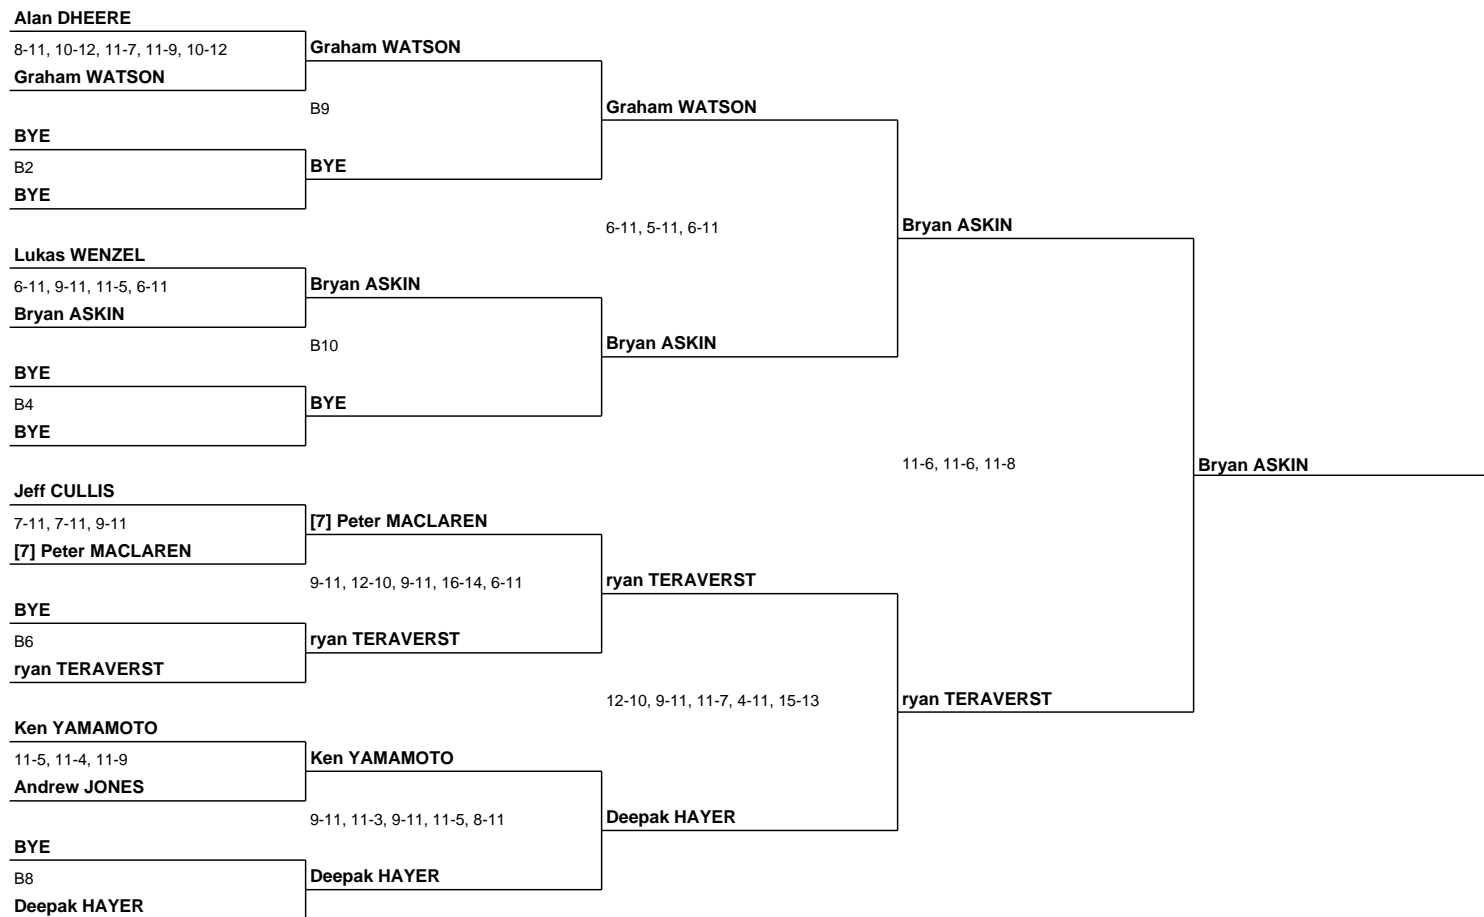 Alan DHEERE
8-11, 10-12, 11-7, 11-9, 10-12
Graham WATSON
BYE
B2
BYE
Lukas WENZEL
6-11, 9-11, 11-5, 6-11
Bryan ASKIN
BYE
B4
BYE
Jeff CULLIS
7-11, 7-11, 9-11
[7] Peter MACLAREN
BYE
B6
ryan TERAVERST
Ken YAMAMOTO
11-5, 11-4, 11-9
Andrew JONES
BYE
B8
Deepak HAYER
Graham WATSON
B9
BYE
Bryan ASKIN
B10
BYE
[7] Peter MACLAREN
9-11, 12-10, 9-11, 16-14, 6-11
ryan TERAVERST
Ken YAMAMOTO
9-11, 11-3, 9-11, 11-5, 8-11
Deepak HAYER
Graham WATSON
6-11, 5-11, 6-11
Bryan ASKIN
ryan TERAVERST
12-10, 9-11, 11-7, 4-11, 15-13
Deepak HAYER
Bryan ASKIN
11-6, 11-6, 11-8
ryan TERAVERST
Bryan ASKIN